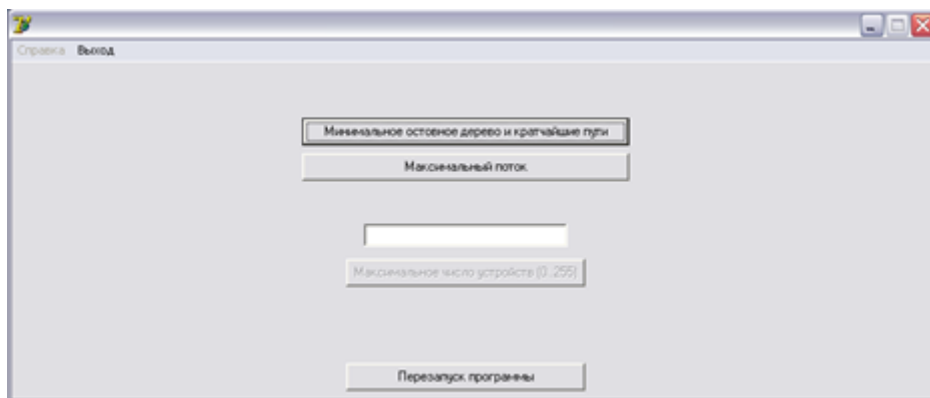 Справка Выход
Минимальное остовное дерево и кратчайшие пути
Максимальный поток
Максимальное число устройств (0..255)
Перезапуск программы